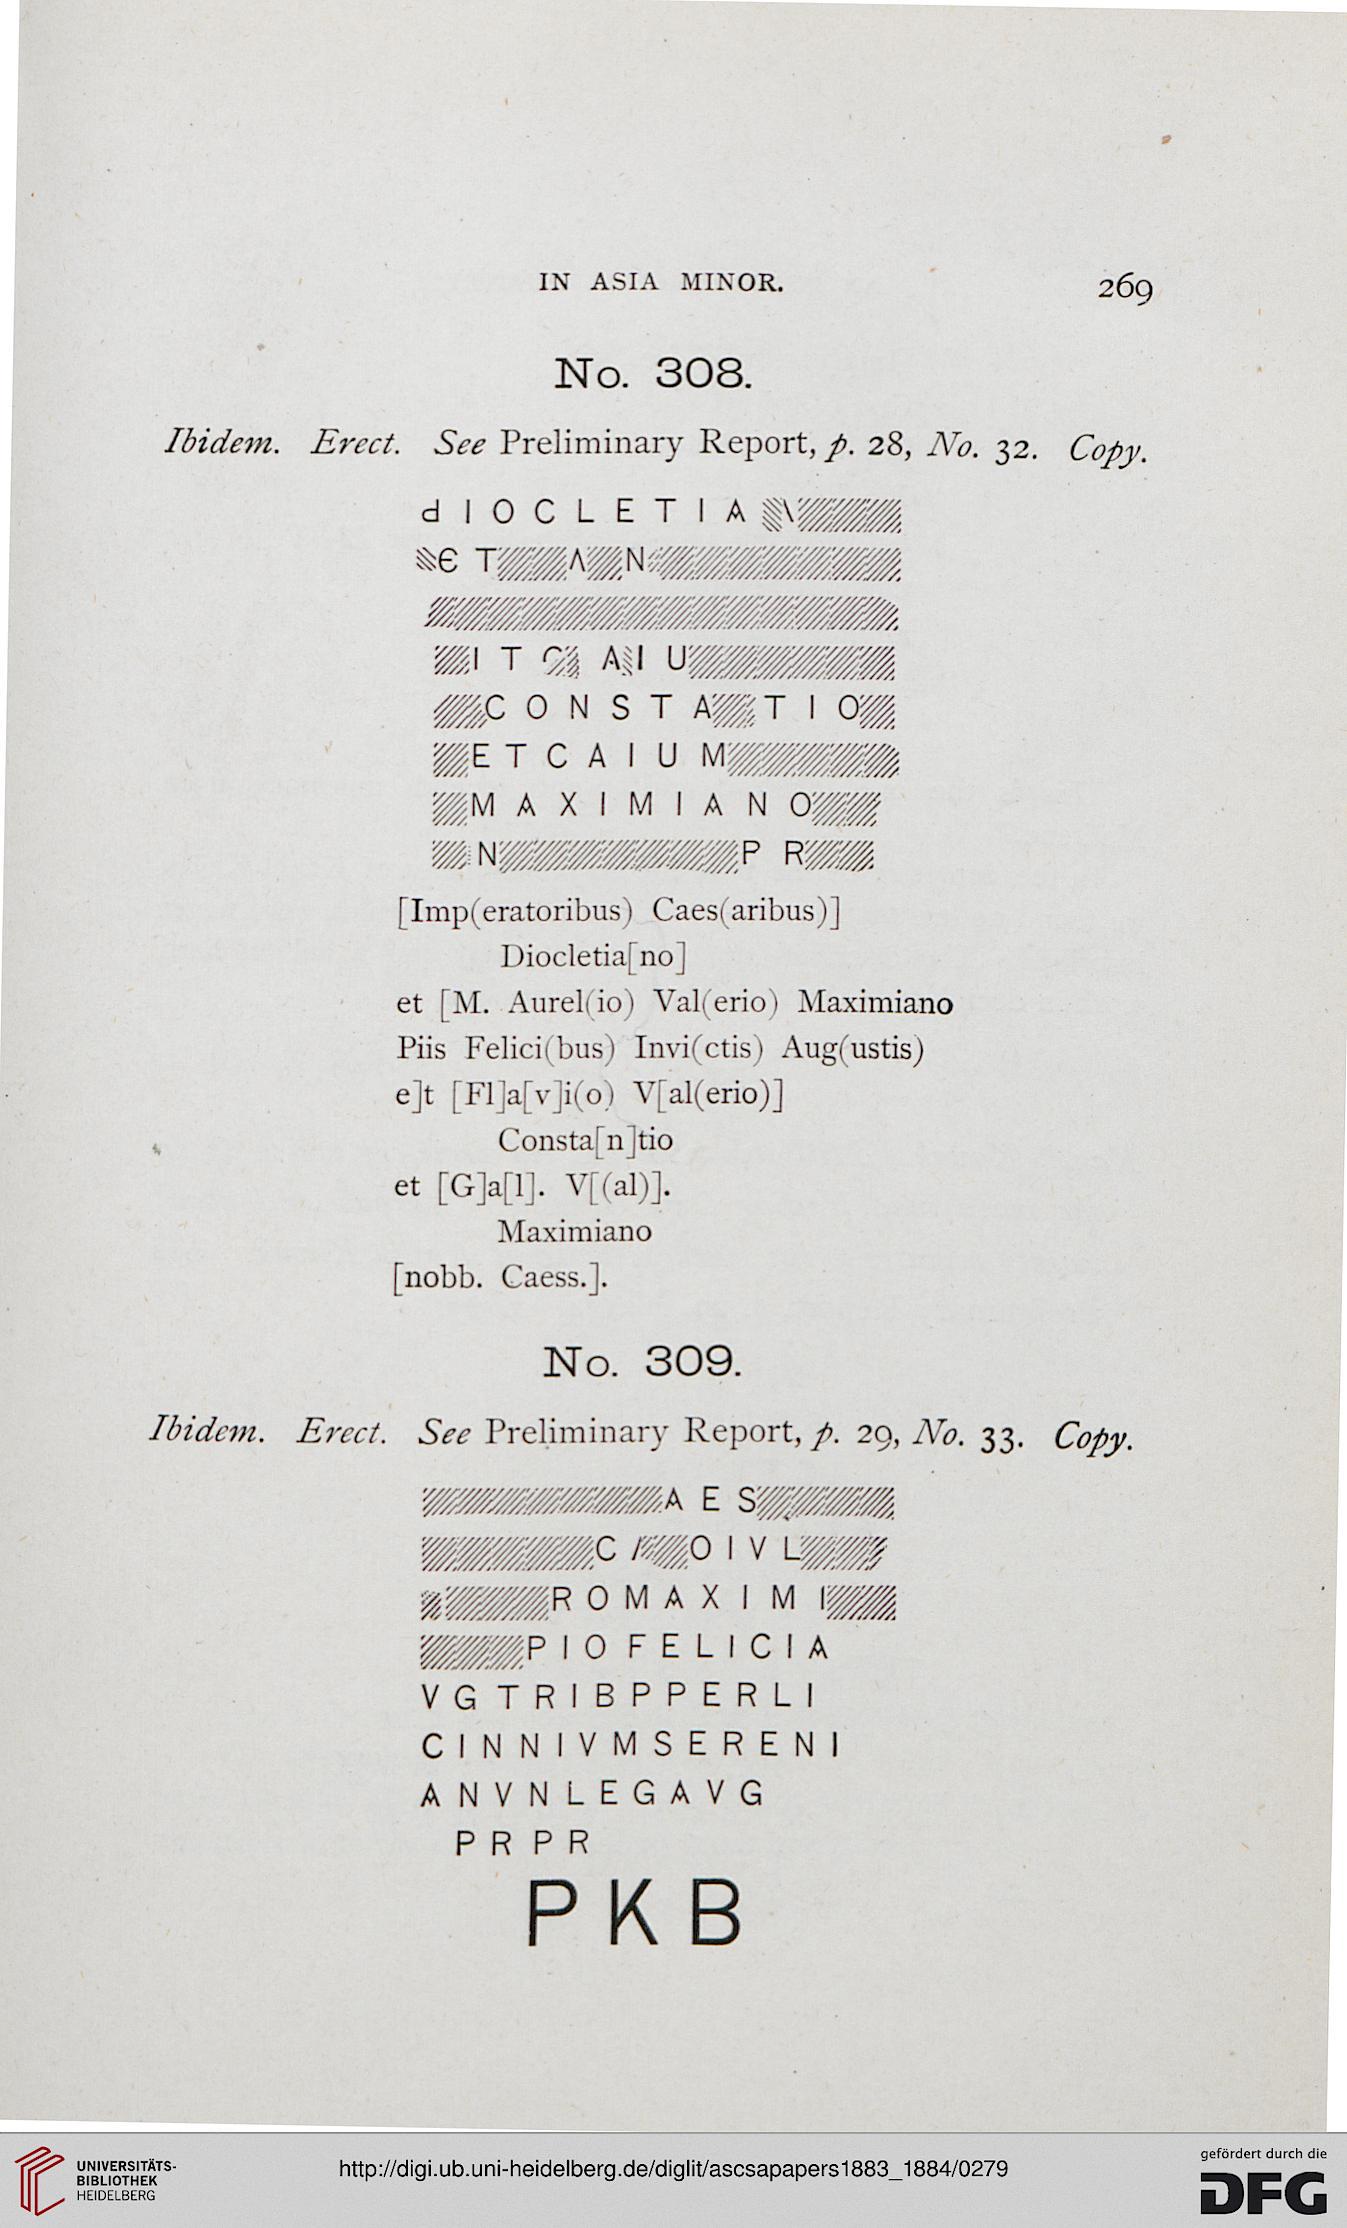 IN ASIA MINOR. 269
No. 308.
Ibidem. Erect. See Preliminary Report, p. 28, No. 32. Copy.
dIOCLETIA
ЄT Λ N
IT C AI U
CONSTA TIO
ETCAIUM
MAXIMIANO
N PR
[Imp(eratoribus) Caes(aribus)]
Diocletia[no]
et [M. Aurel(io) Val(erio) Maximiano
Piis Felici(bus) Invi(ctis) Aug(ustis)
e]t [Fl]a[v]i(o) V[al(erio)]
Consta[n]tio
et [G]a[l]. V[(al)].
Maximiano
[nobb. Caess.].
No. 309.
Ibidem. Erect. See Preliminary Report, p. 29, No. 33. Copy.
AES
C OIVL
ROMAXIMI
PIOFELICIA
VGTRIBPPERLI
CINNIVMSERENI
ANVNLEGAVG
PRPR
PKB
UNIVERSITÄTS-
BIBLIOTHEK
HEIDELBERG
http://digi.ub.uni-heidelberg.de/diglit/ascsapapers1883_1884/0279
gefördert durch die
DFG